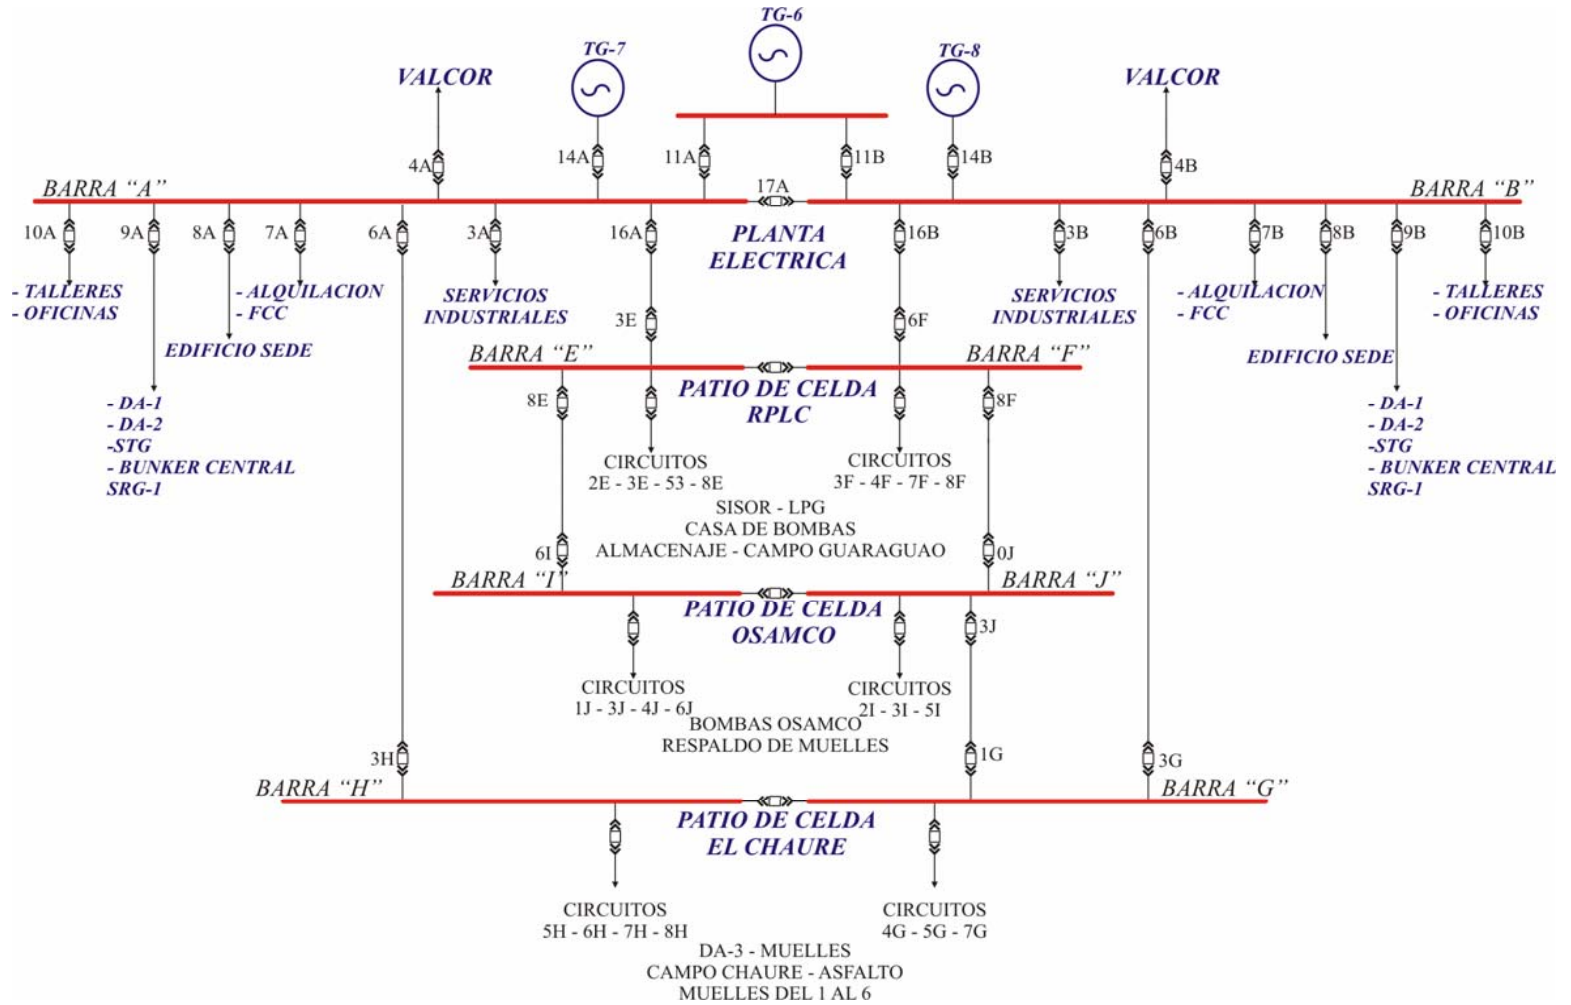 TG-6
TG-7
TG-8
VALCOR
VALCOR
4A
14A
11A
11B
14B
4B
BARRA “A”
17A
BARRA “B”
10A
9A
8A
7A
6A
3A
16A
PLANTA
ELECTRICA
16B
3B
6B
7B
8B
9B
10B
- TALLERES
- OFICINAS
- ALQUILACION
- FCC
SERVICIOS
INDUSTRIALES
SERVICIOS
INDUSTRIALES
- ALQUILACION
- FCC
- TALLERES
- OFICINAS
3E
6F
EDIFICIO SEDE
BARRA “E”
BARRA “F”
EDIFICIO SEDE
PATIO DE CELDA
RPLC
8E
8F
- DA-1
- DA-2
-STG
- BUNKER CENTRAL
SRG-1
- DA-1
- DA-2
-STG
- BUNKER CENTRAL
SRG-1
CIRCUITOS
2E - 3E - 53 - 8E
CIRCUITOS
3F - 4F - 7F - 8F
SISOR - LPG
CASA DE BOMBAS
ALMACENAJE - CAMPO GUARAGUAO
6I
0J
BARRA “I”
BARRA “J”
PATIO DE CELDA
OSAMCO
3J
CIRCUITOS
1J - 3J - 4J - 6J
CIRCUITOS
2I - 3I - 5I
BOMBAS OSAMCO
RESPALDO DE MUELLES
3H
1G
3G
BARRA “H”
BARRA “G”
PATIO DE CELDA
EL CHAURE
CIRCUITOS
5H - 6H - 7H - 8H
CIRCUITOS
4G - 5G - 7G
DA-3 - MUELLES
CAMPO CHAURE - ASFALTO
MUELLES DEL 1 AL 6